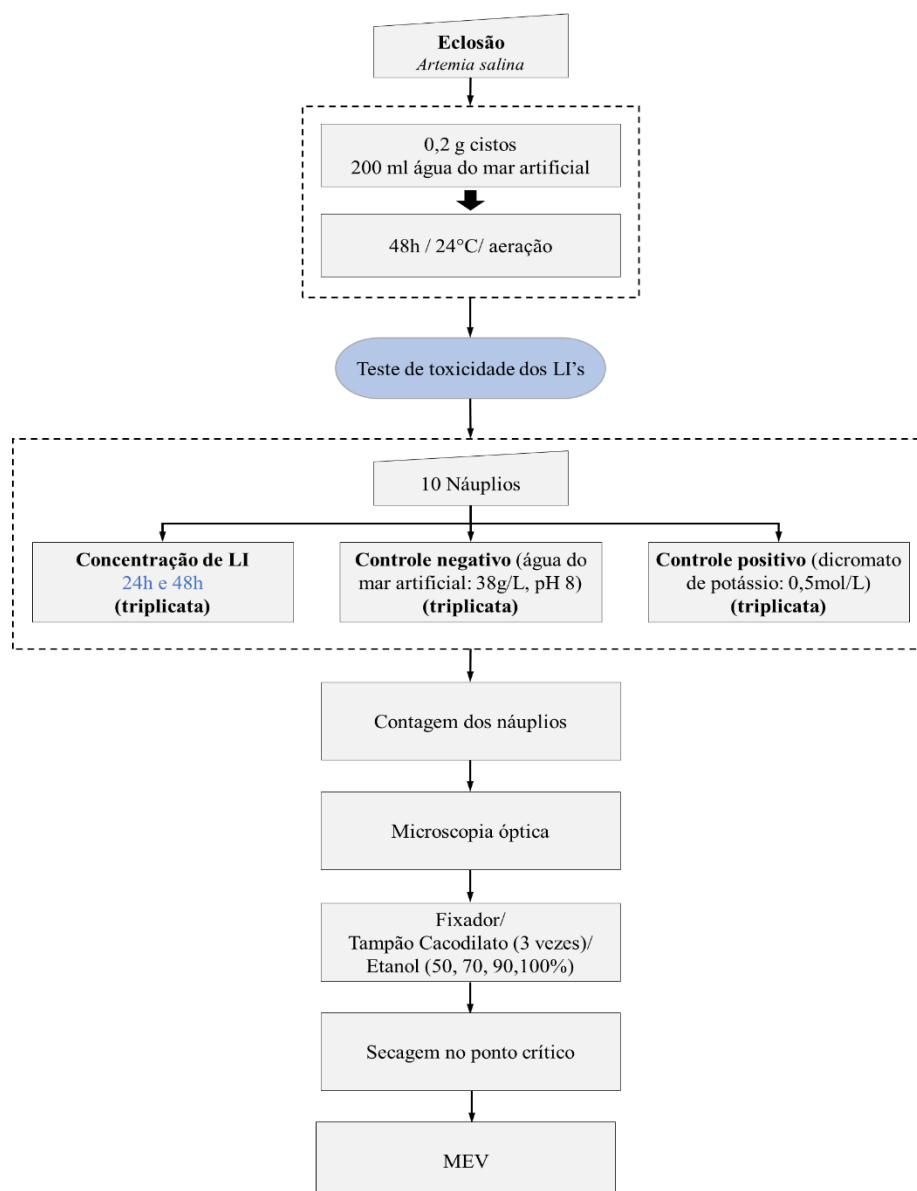 Eclosão
Artemia salina
0,2 g cistos
200 ml água do mar artificial
48h / 24°C/ aeração
Teste de toxicidade dos LI’s
10 Náuplios
Concentração de LI
24h e 48h
(triplicata)
Controle negativo (água do
mar artificial: 38g/L, pH 8)
(triplicata)
Controle positivo (dicromato
de potássio: 0,5mol/L)
(triplicata)
Contagem dos náuplios
Microscopia óptica
Fixador/
Tampão Cacodilato (3 vezes)/
Etanol (50, 70, 90,100%)
Secagem no ponto crítico
MEV